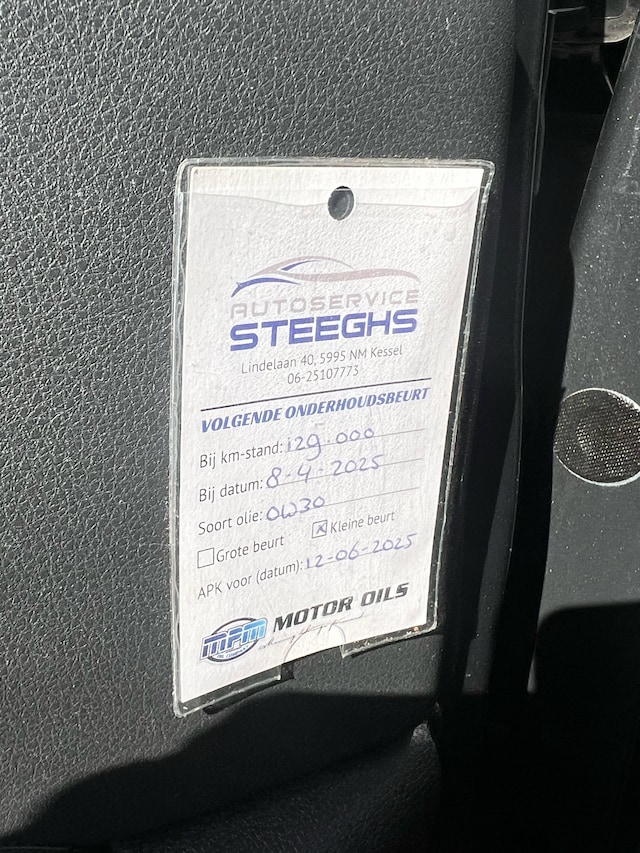 AUTOSERVICE
STEEGHS
Lindelaan 40, 5995 NM Kessel
06-25107773
VOLGENDE ONDERHOUDSBEURT
Bij km-stand: 129.000
Bij datum: 8-4-2025
Soort olie: 0W30
Grote beurt Kleine beurt
APK voor (datum): 12-06-2025
MPM MOTOR OILS